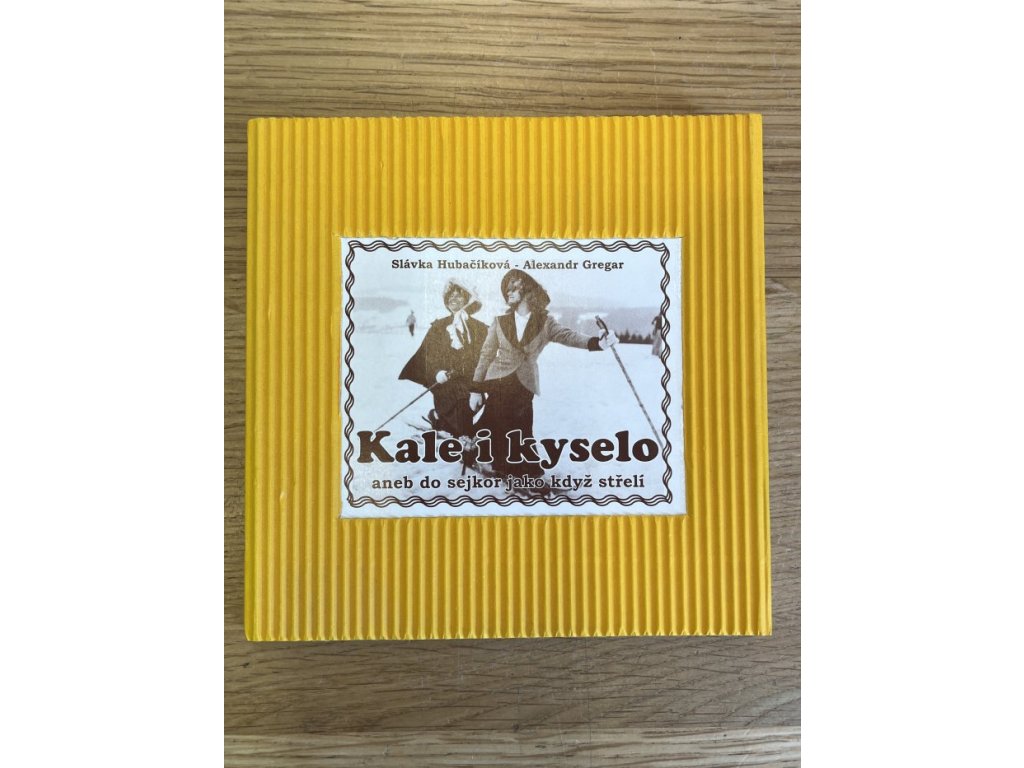 Slávka Hubačíková - Alexandr Gregar
Kale i kyselo
aneb do sejkor jako když střelí